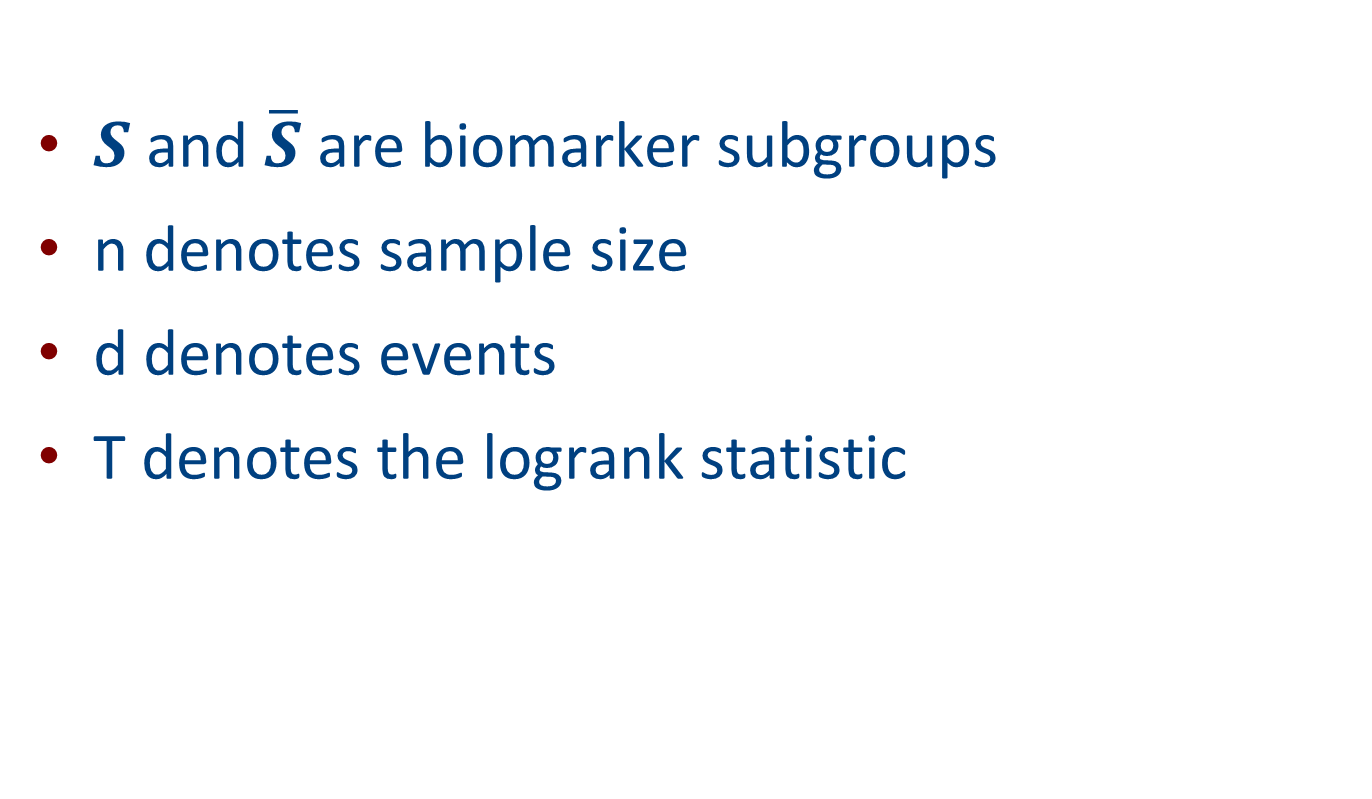 • S and S̅ are biomarker subgroups
• n denotes sample size
• d denotes events
• T denotes the logrank statistic